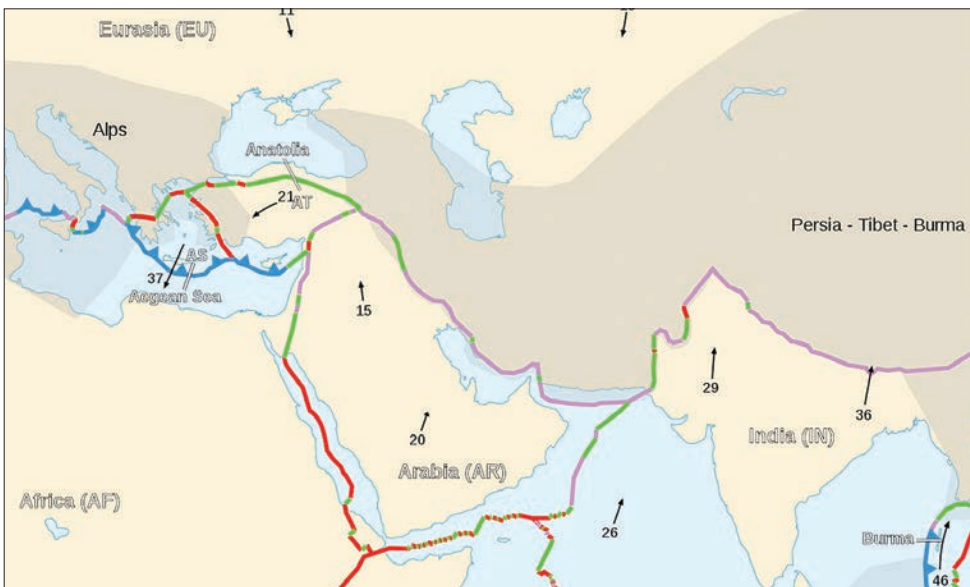 Eurasia (EU)
Alps
Anatolia
21
AT
Persia - Tibet - Burma
37
AS
Aegean Sea
15
29
36
20
India (IN)
Arabia (AR)
Africa (AF)
26
Burma
46